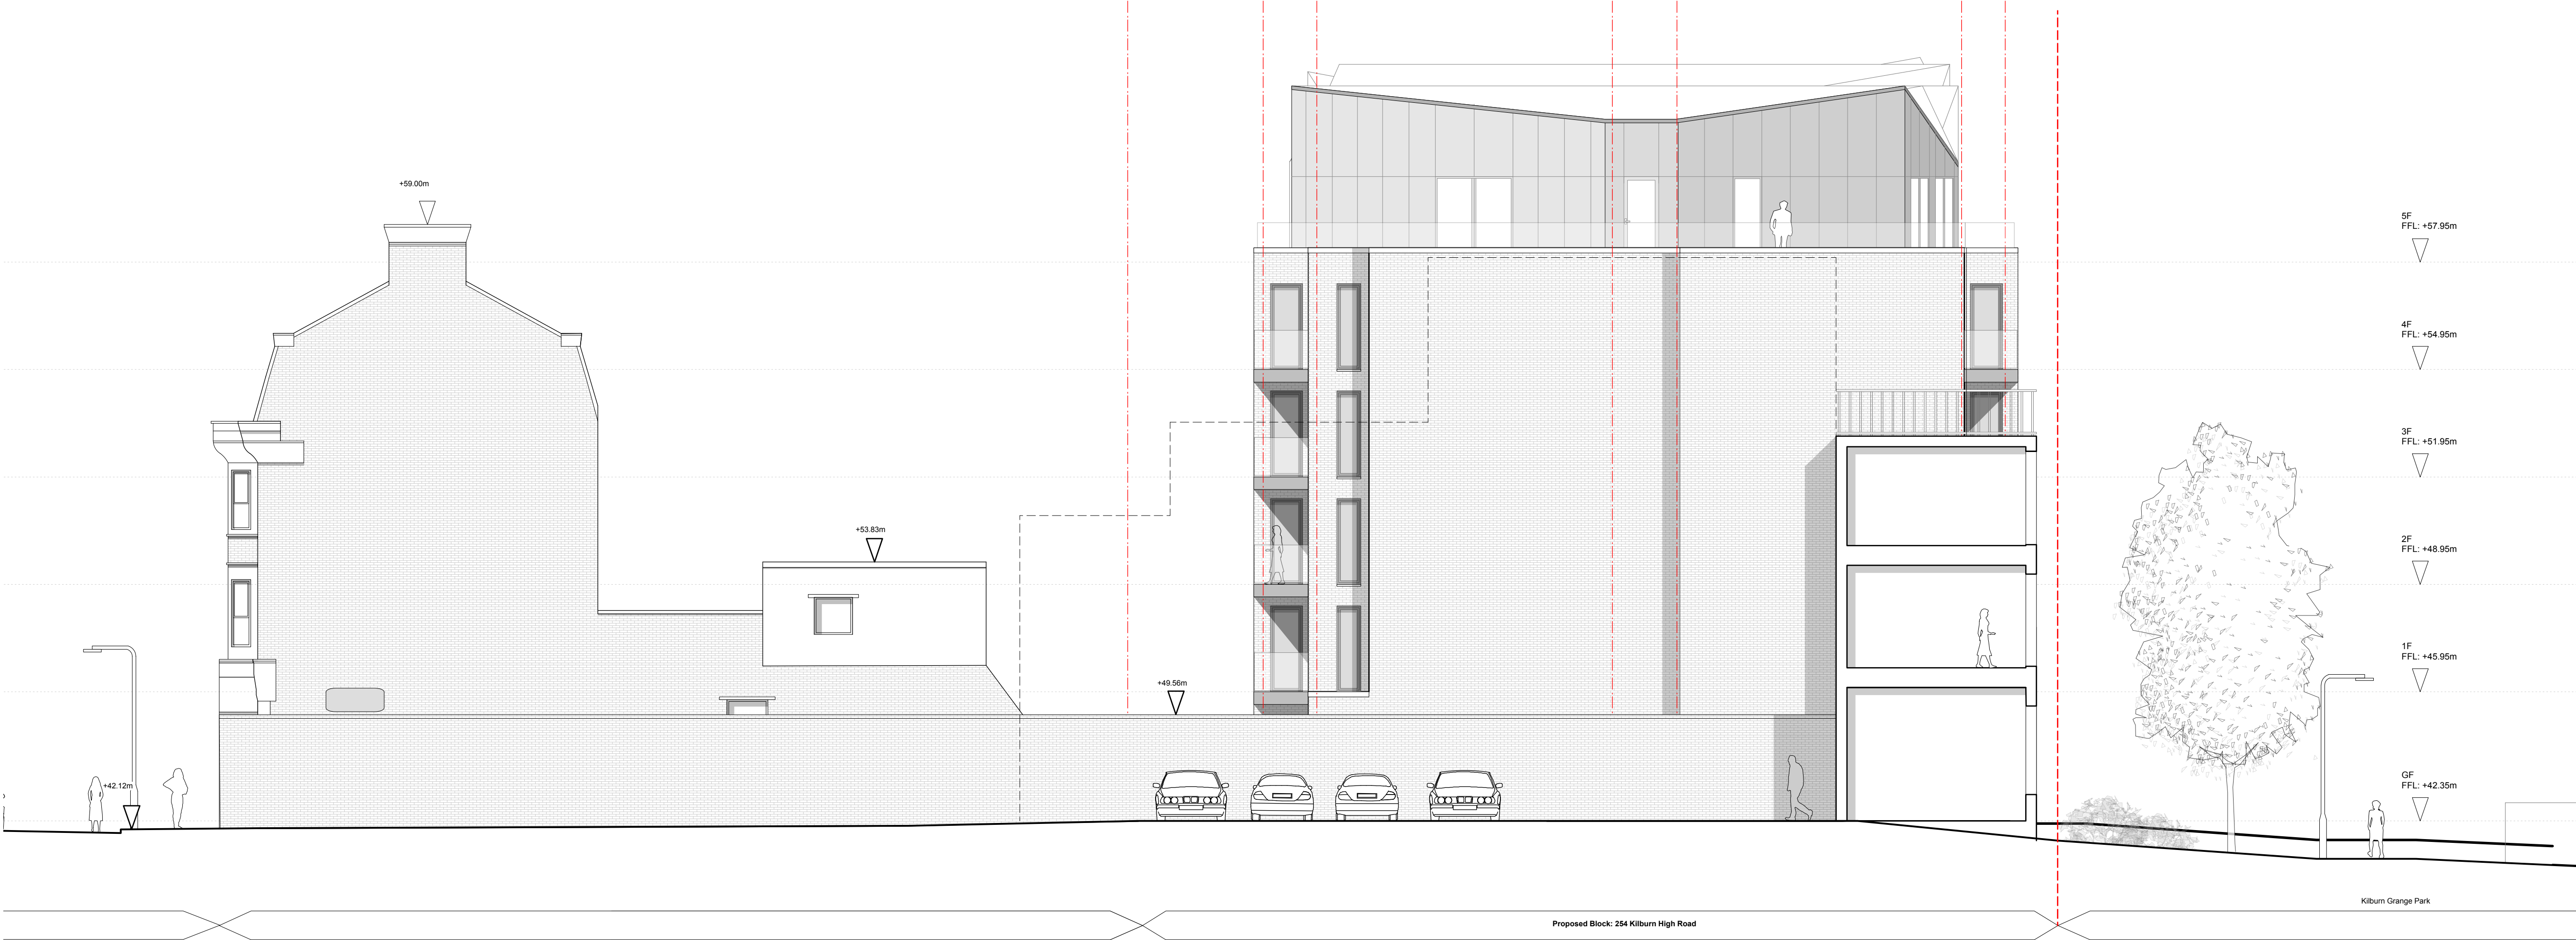 +59.00m
5F
FFL: +57.95m
4F
FFL: +54.95m
3F
FFL: +51.95m
+53.83m
2F
FFL: +48.95m
1F
FFL: +45.95m
+49.56m
GF
FFL: +42.35m
+42.12m
Kilburn Grange Park
Proposed Block: 254 Kilburn High Road